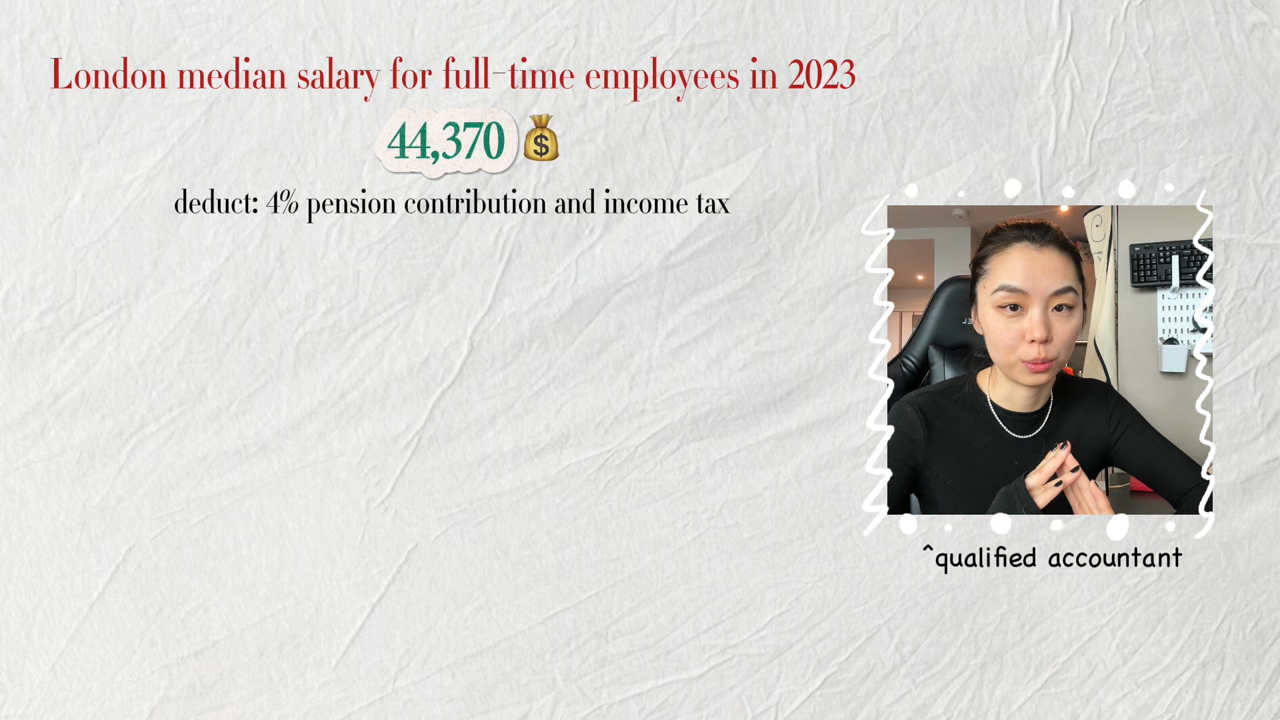 London median salary for full-time employees in 2023
44,370
deduct: 4% pension contribution and income tax
^qualified accountant